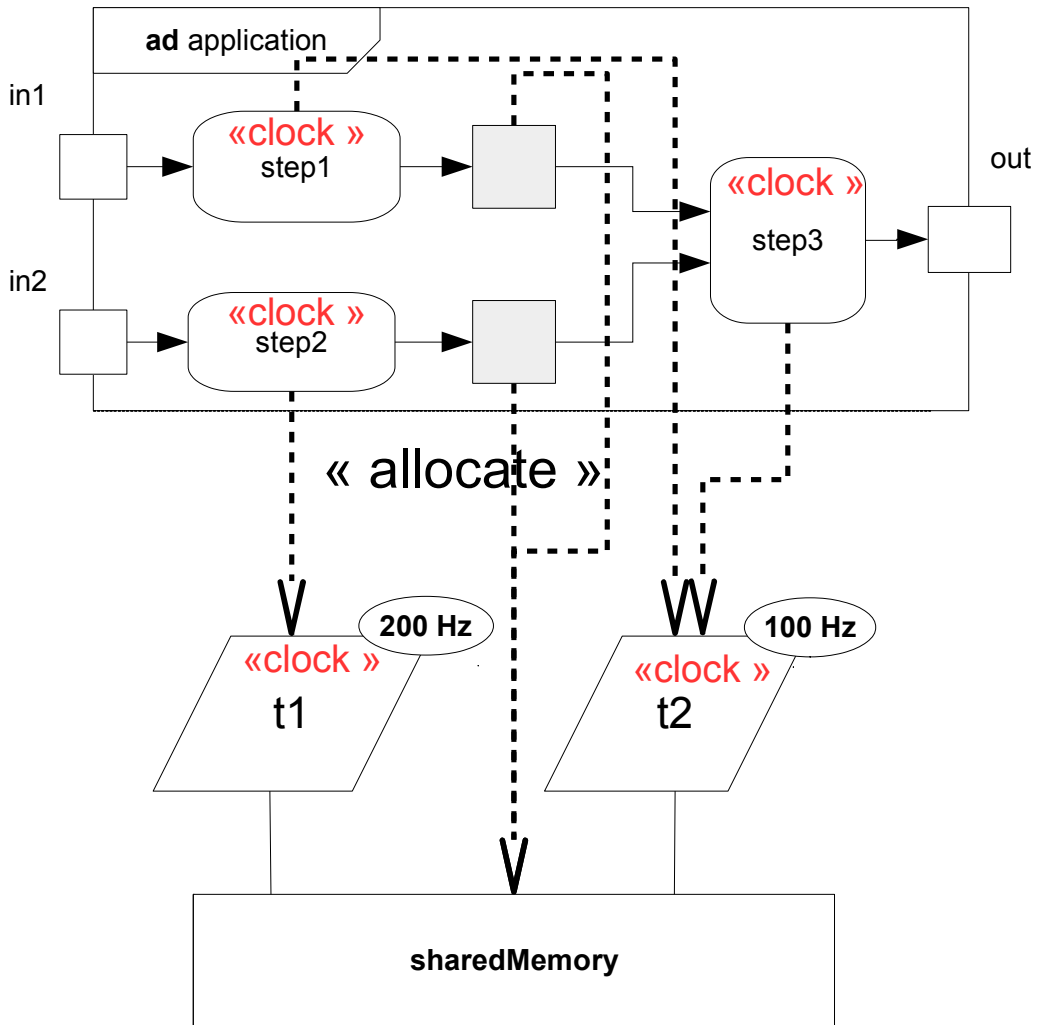 ad application
in1
«clock »
step1
«clock »
step3
out
in2
«clock »
step2
« allocate »
200 Hz
100 Hz
«clock »
t1
«clock »
t2
sharedMemory